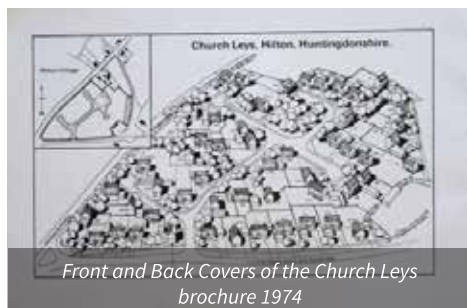 Church Leys, Hilton, Huntingdonshire.
Front and Back Covers of the Church Leys
brochure 1974